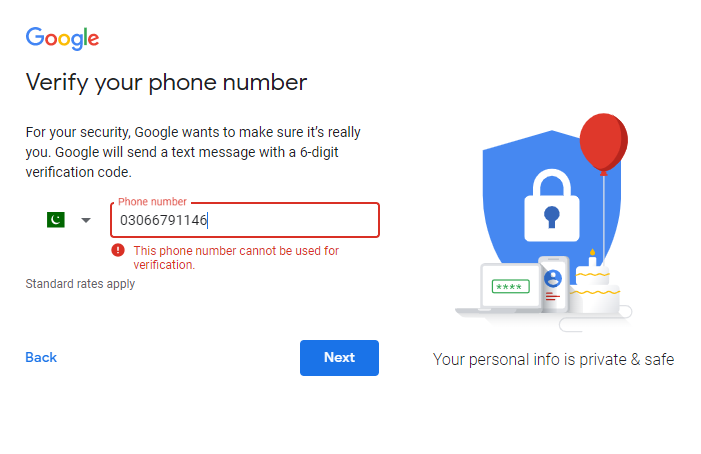 Google
Verify your phone number
For your security, Google wants to make sure it's really
you. Google will send a text message with a 6-digit
verification code.
Phone number
03066791146
This phone number cannot be used for
verification.
Standard rates apply
Back
Next
****
Your personal info is private & safe